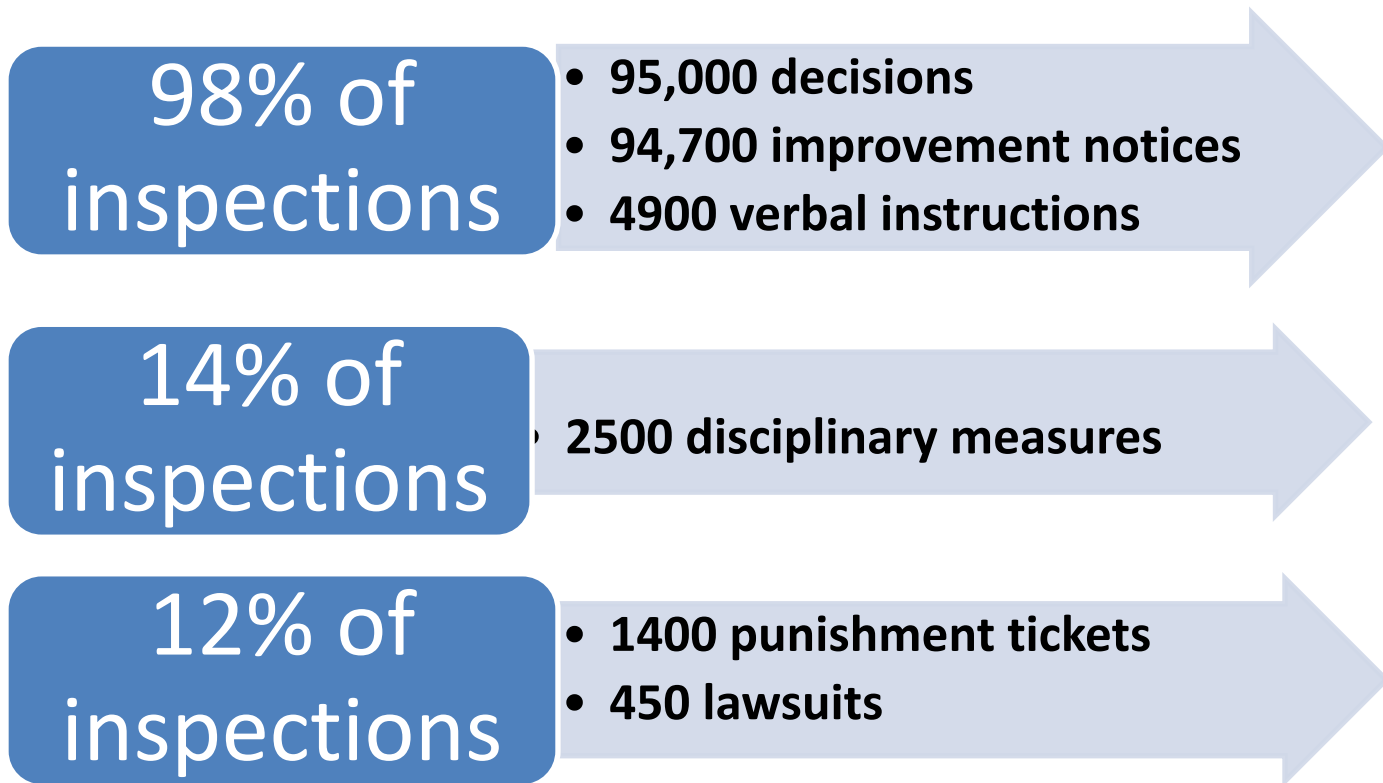 98% of
inspections
• 95,000 decisions
• 94,700 improvement notices
• 4900 verbal instructions
14% of
inspections
• 2500 disciplinary measures
12% of
inspections
• 1400 punishment tickets
• 450 lawsuits